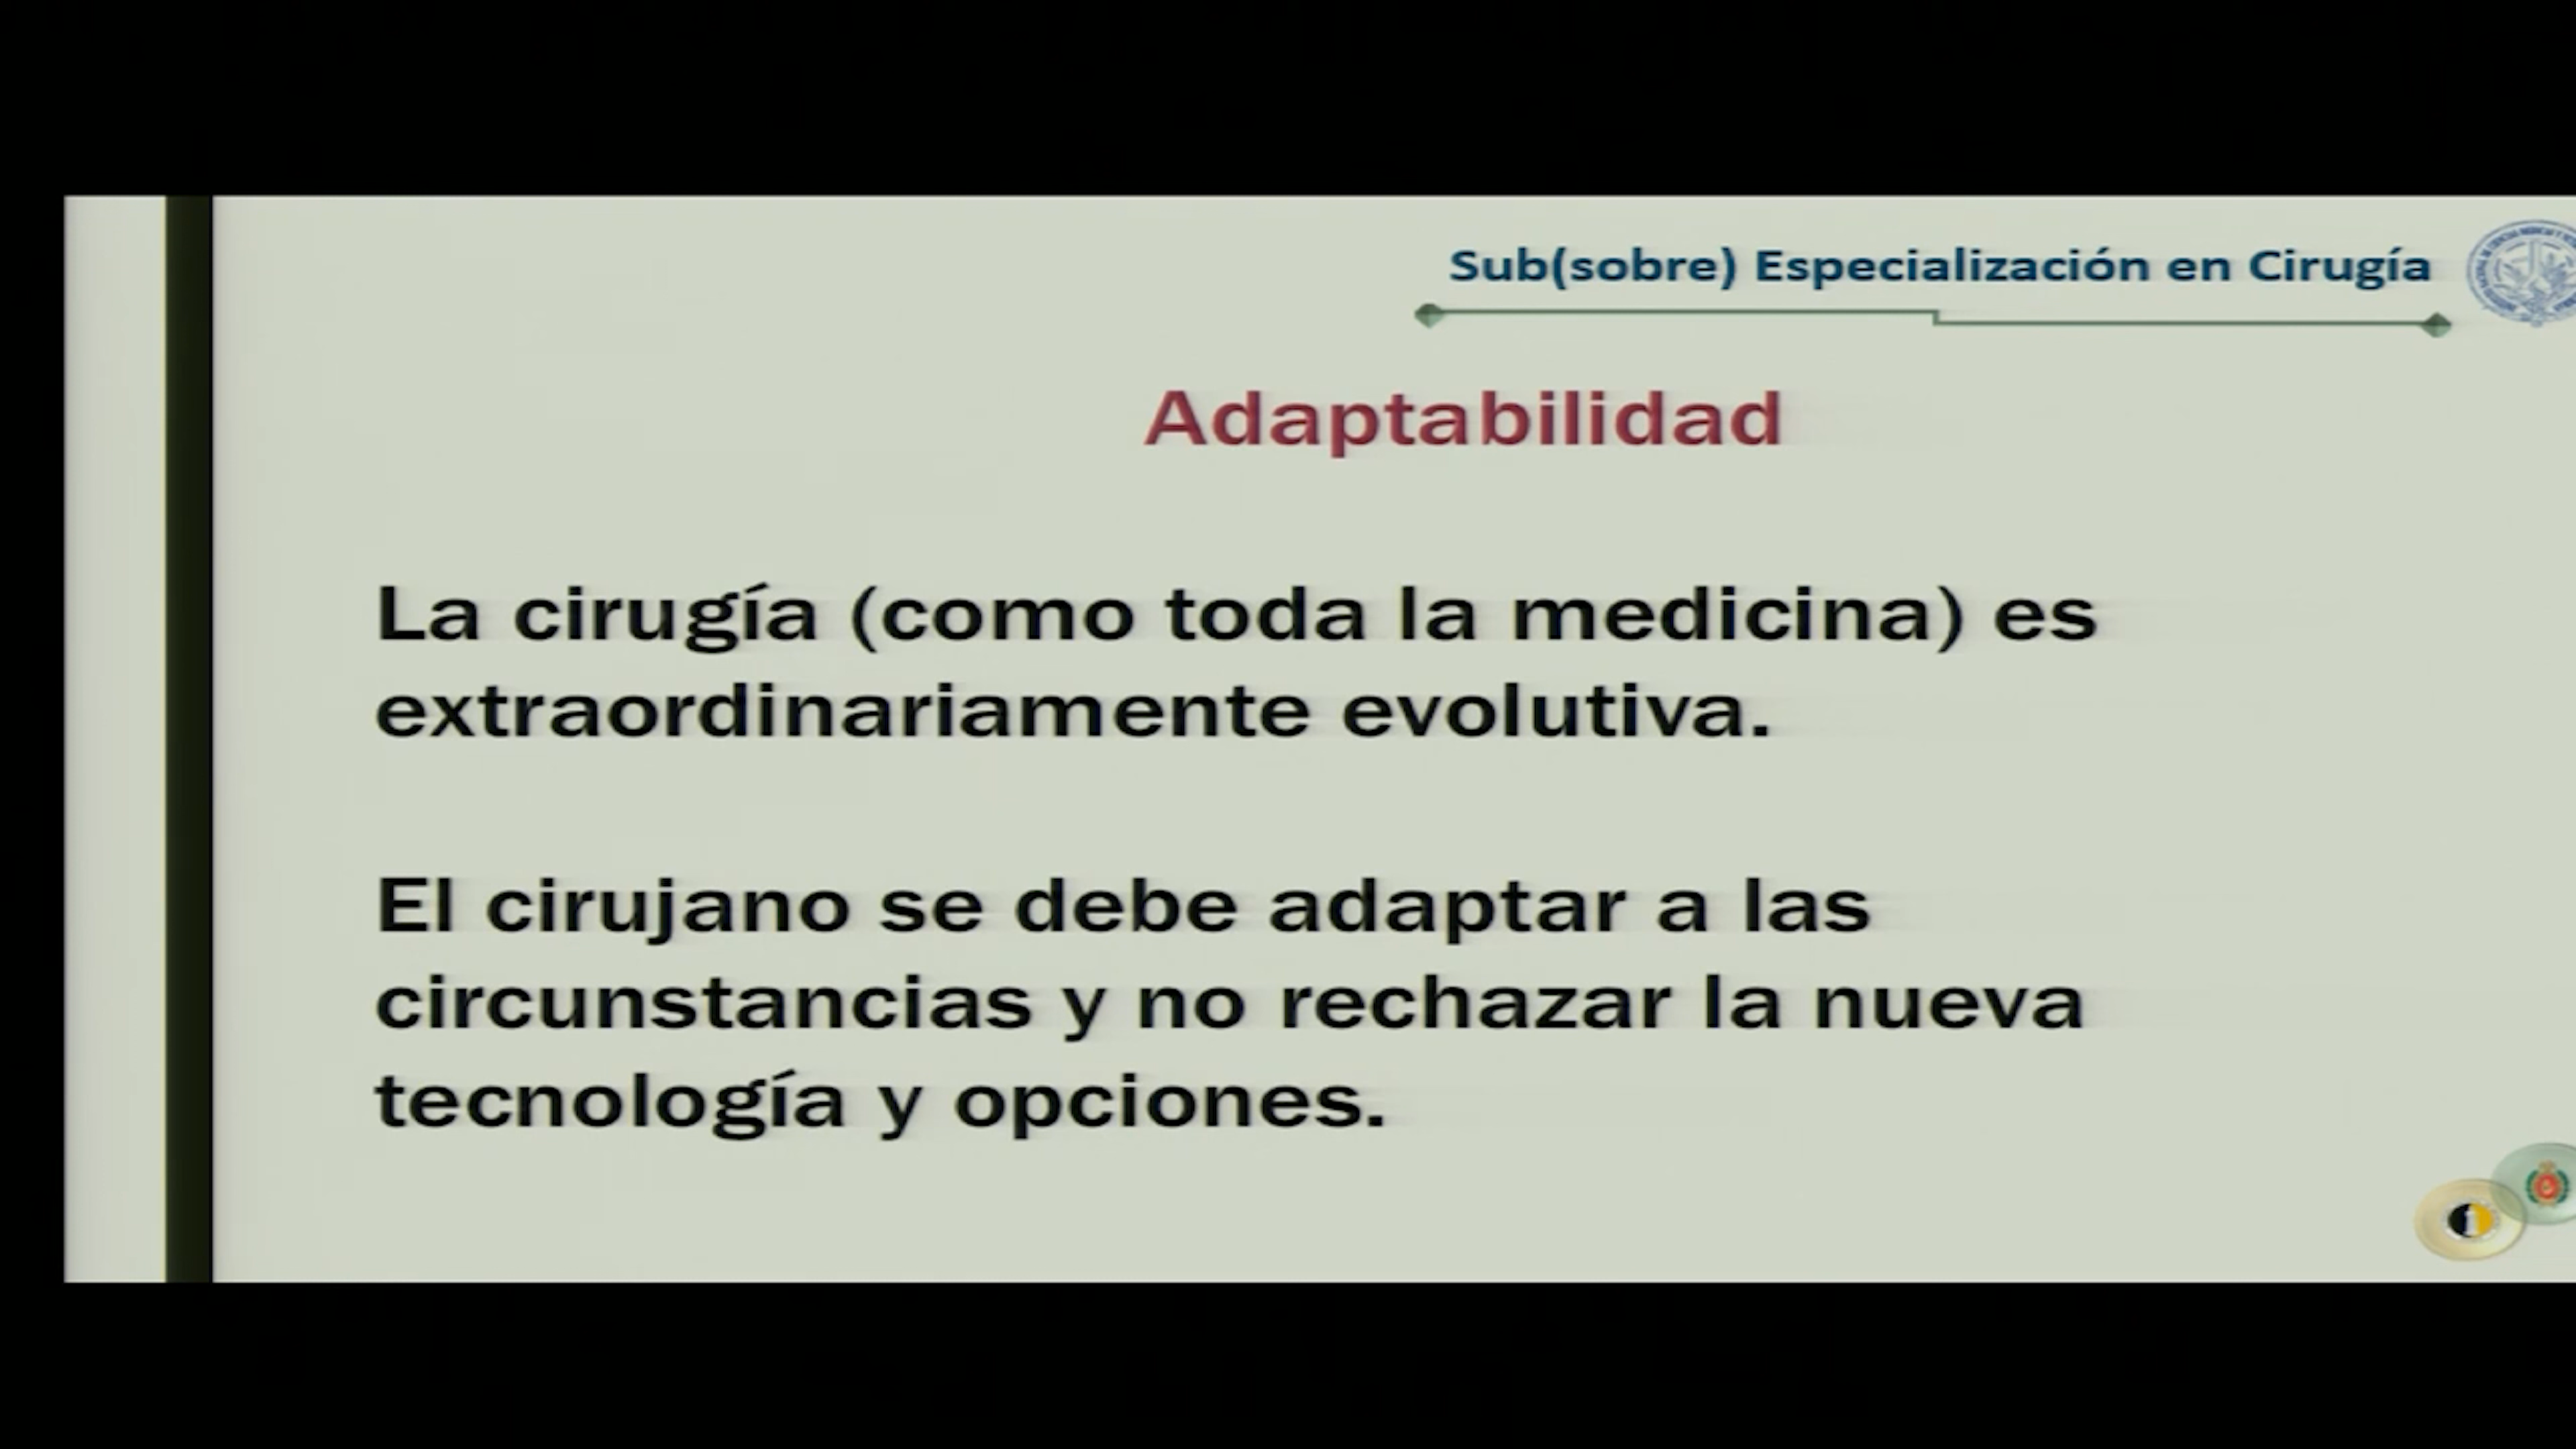 Sub(sobre) Especialización en Cirugía
Adaptabilidad
La cirugía (como toda la medicina) es
extraordinariamente evolutiva.
El cirujano se debe adaptar a las
circunstancias y no rechazar la nueva
tecnología y opciones.